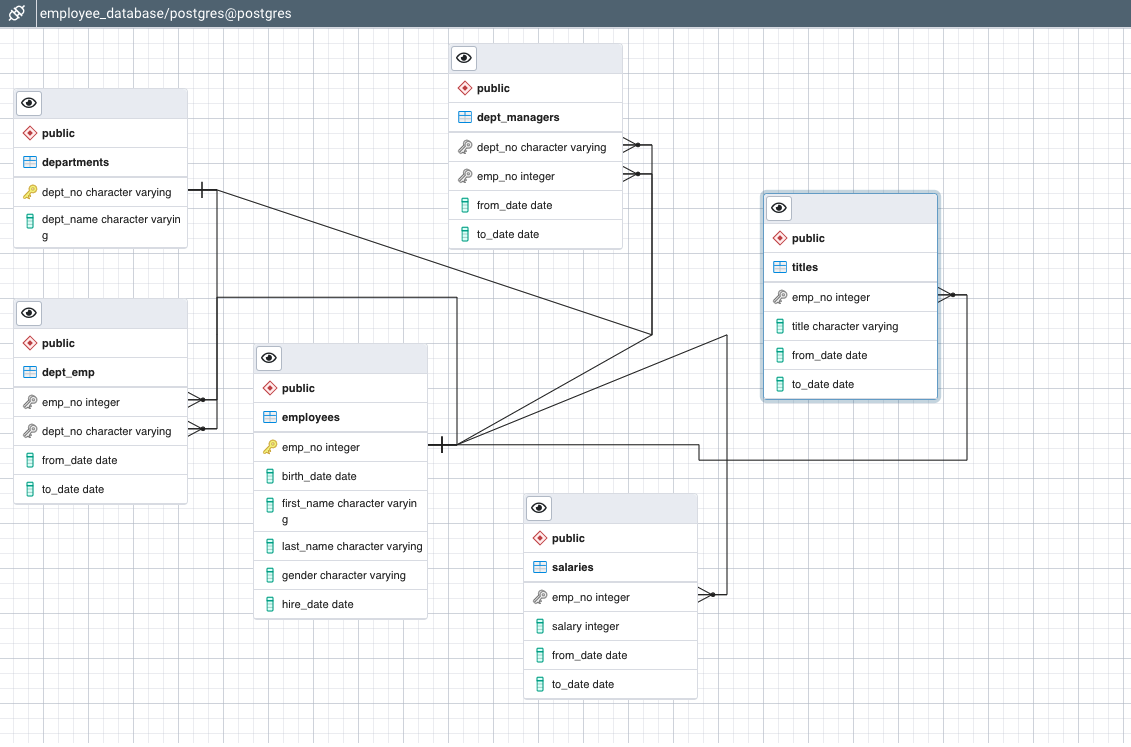 employee_database/postgres@postgres
public
departments
dept_no character varying
dept_name character varyin
g
public
dept_managers
dept_no character varying
emp_no integer
from_date date
to_date date
public
titles
emp_no integer
title character varying
from_date date
to_date date
public
dept_emp
emp_no integer
dept_no character varying
from_date date
to_date date
public
employees
emp_no integer
birth_date date
first_name character varyin
g
last_name character varying
gender character varying
hire_date date
public
salaries
emp_no integer
salary integer
from_date date
to_date date